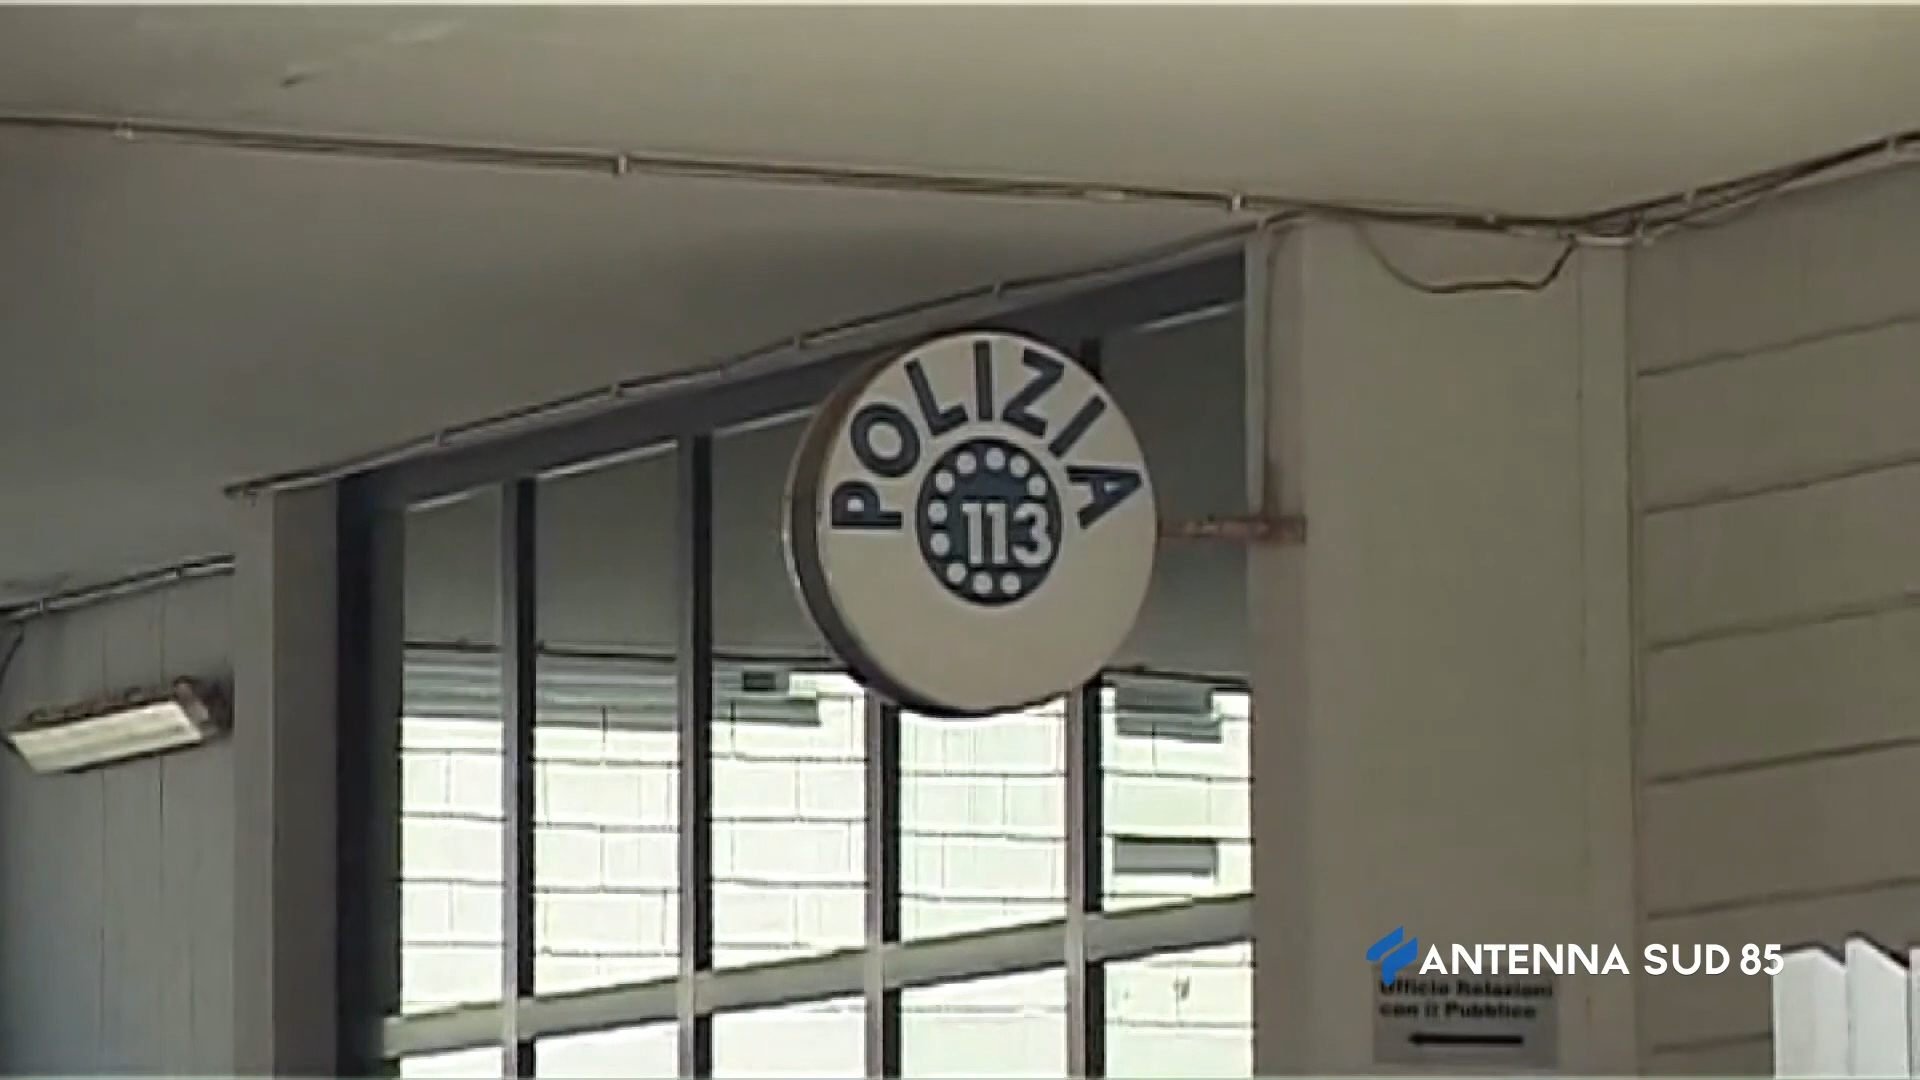 POLIZIA
113
ANTENNA SUD 85
Ufficio Relazioni
con il Pubblico